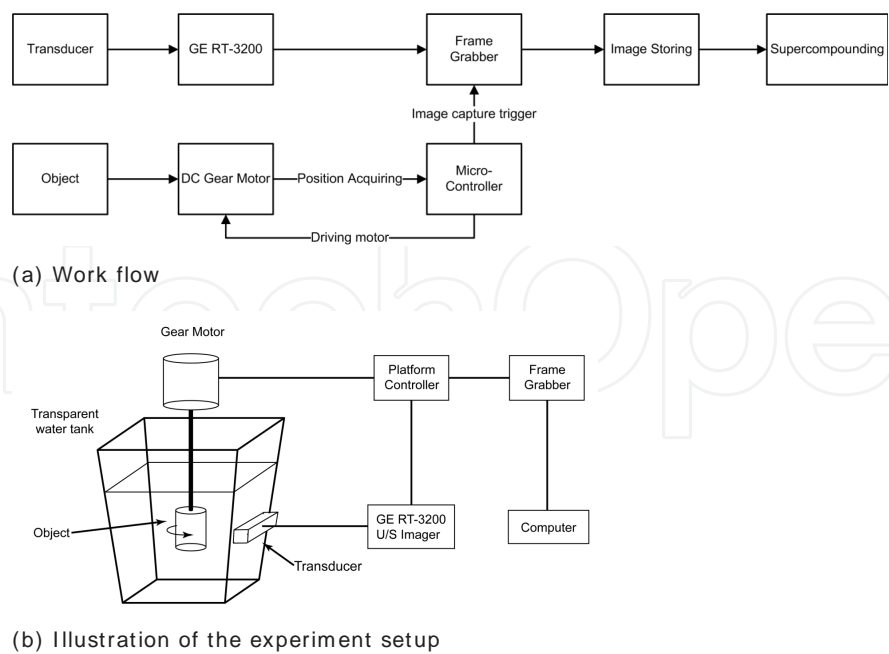 Transducer
GE RT-3200
Frame
Grabber
Image Storing
Supercompounding
Image capture trigger
Object
DC Gear Motor
Position Acquiring
Micro-
Controller
Driving motor
(a) Work flow
Gear Motor
Platform
Controller
Frame
Grabber
Transparent
water tank
GE RT-3200
U/S Imager
Computer
Object
Transducer
(b) Illustration of the experiment setup
ntechOpe